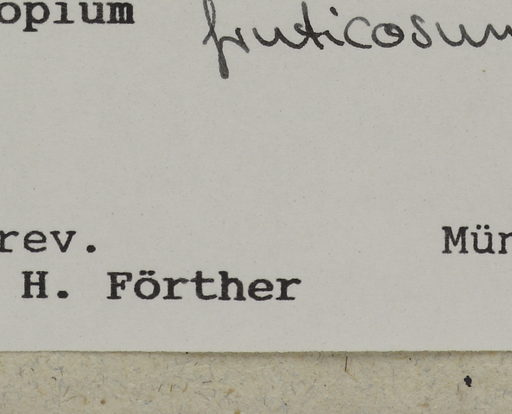 opium fruticosum
rev. Mün
H. Förther